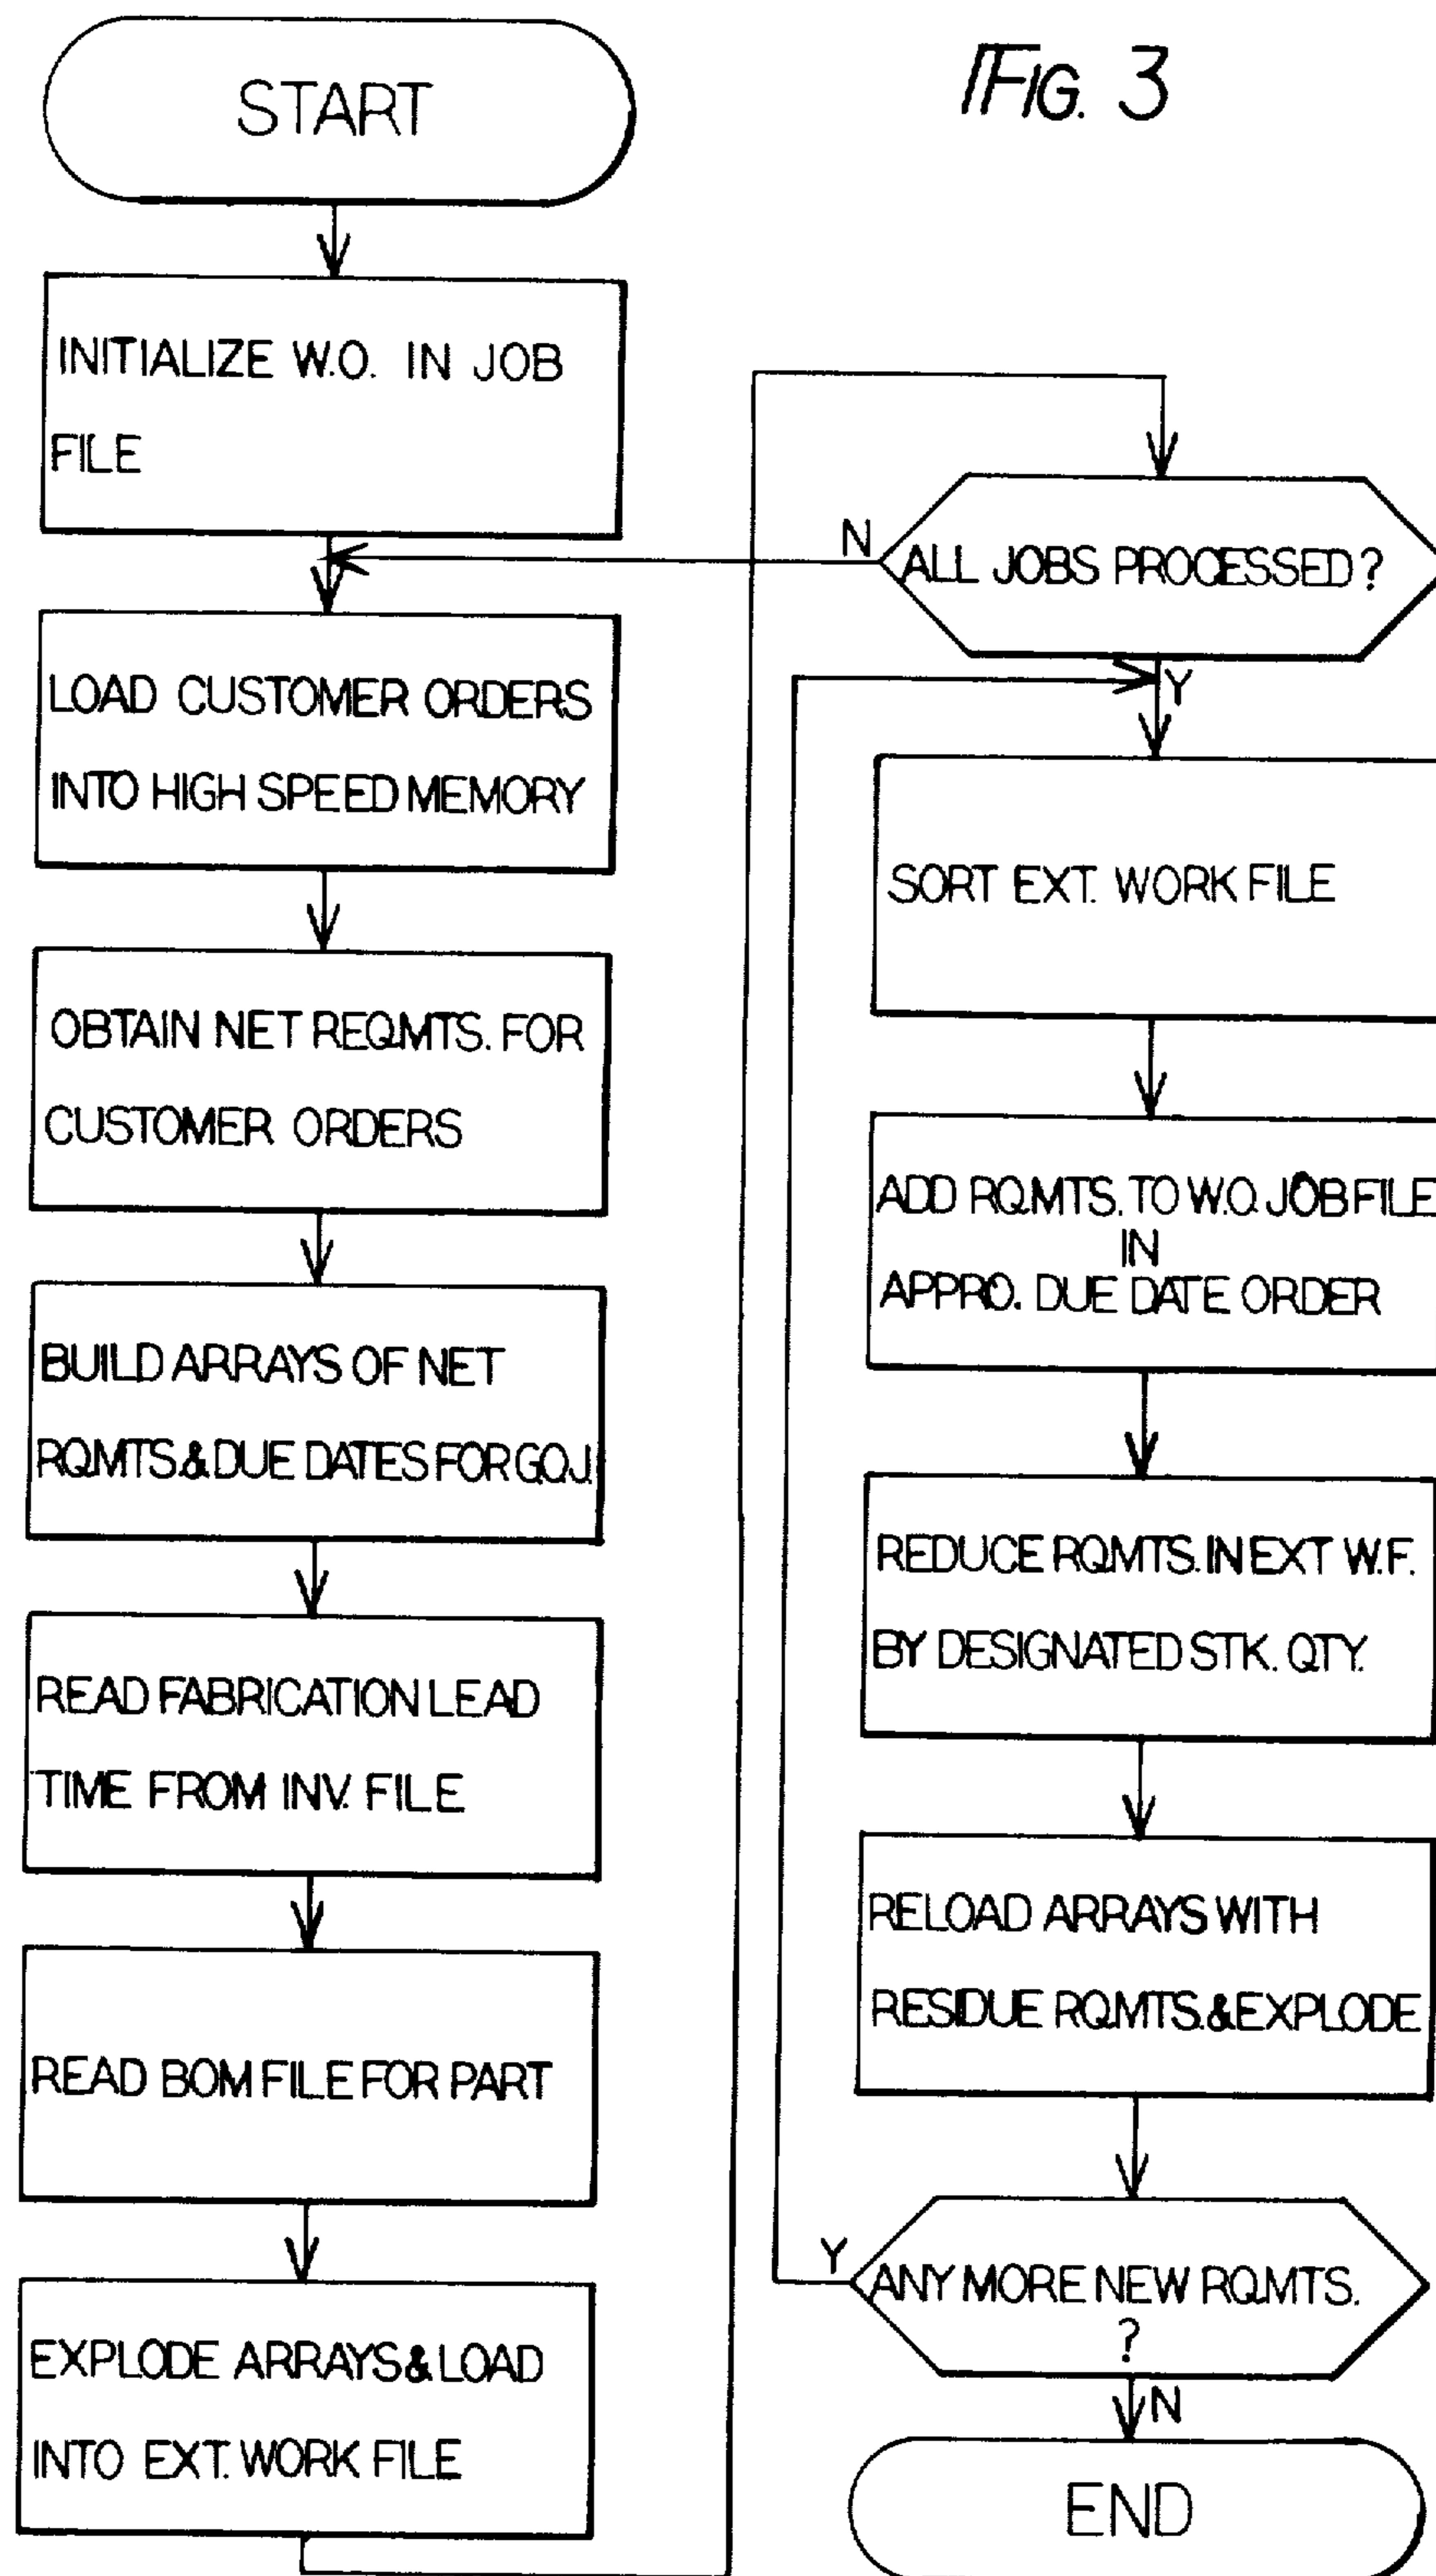 FIG. 3
START
INITIALIZE W.O. IN JOB
FILE
LOAD CUSTOMER ORDERS
INTO HIGH SPEED MEMORY
OBTAIN NET REQMTS. FOR
CUSTOMER ORDERS
BUILD ARRAYS OF NET
RQMTS.& DUE DATES FOR G.O.J.
READ FABRICATION LEAD
TIME FROM INV. FILE
READ BOM FILE FOR PART
EXPLODE ARRAYS & LOAD
INTO EXT. WORK FILE
N
ALL JOBS PROCESSED?
Y
SORT EXT. WORK FILE
ADD RQMTS. TO W.O. JOB FILE
IN
APPRO. DUE DATE ORDER
REDUCE RQMTS. IN EXT W.F.
BY DESIGNATED STK. QTY.
RELOAD ARRAYS WITH
RESIDUE RQMTS.& EXPLODE
Y
ANY MORE NEW RQMTS.
?
N
END